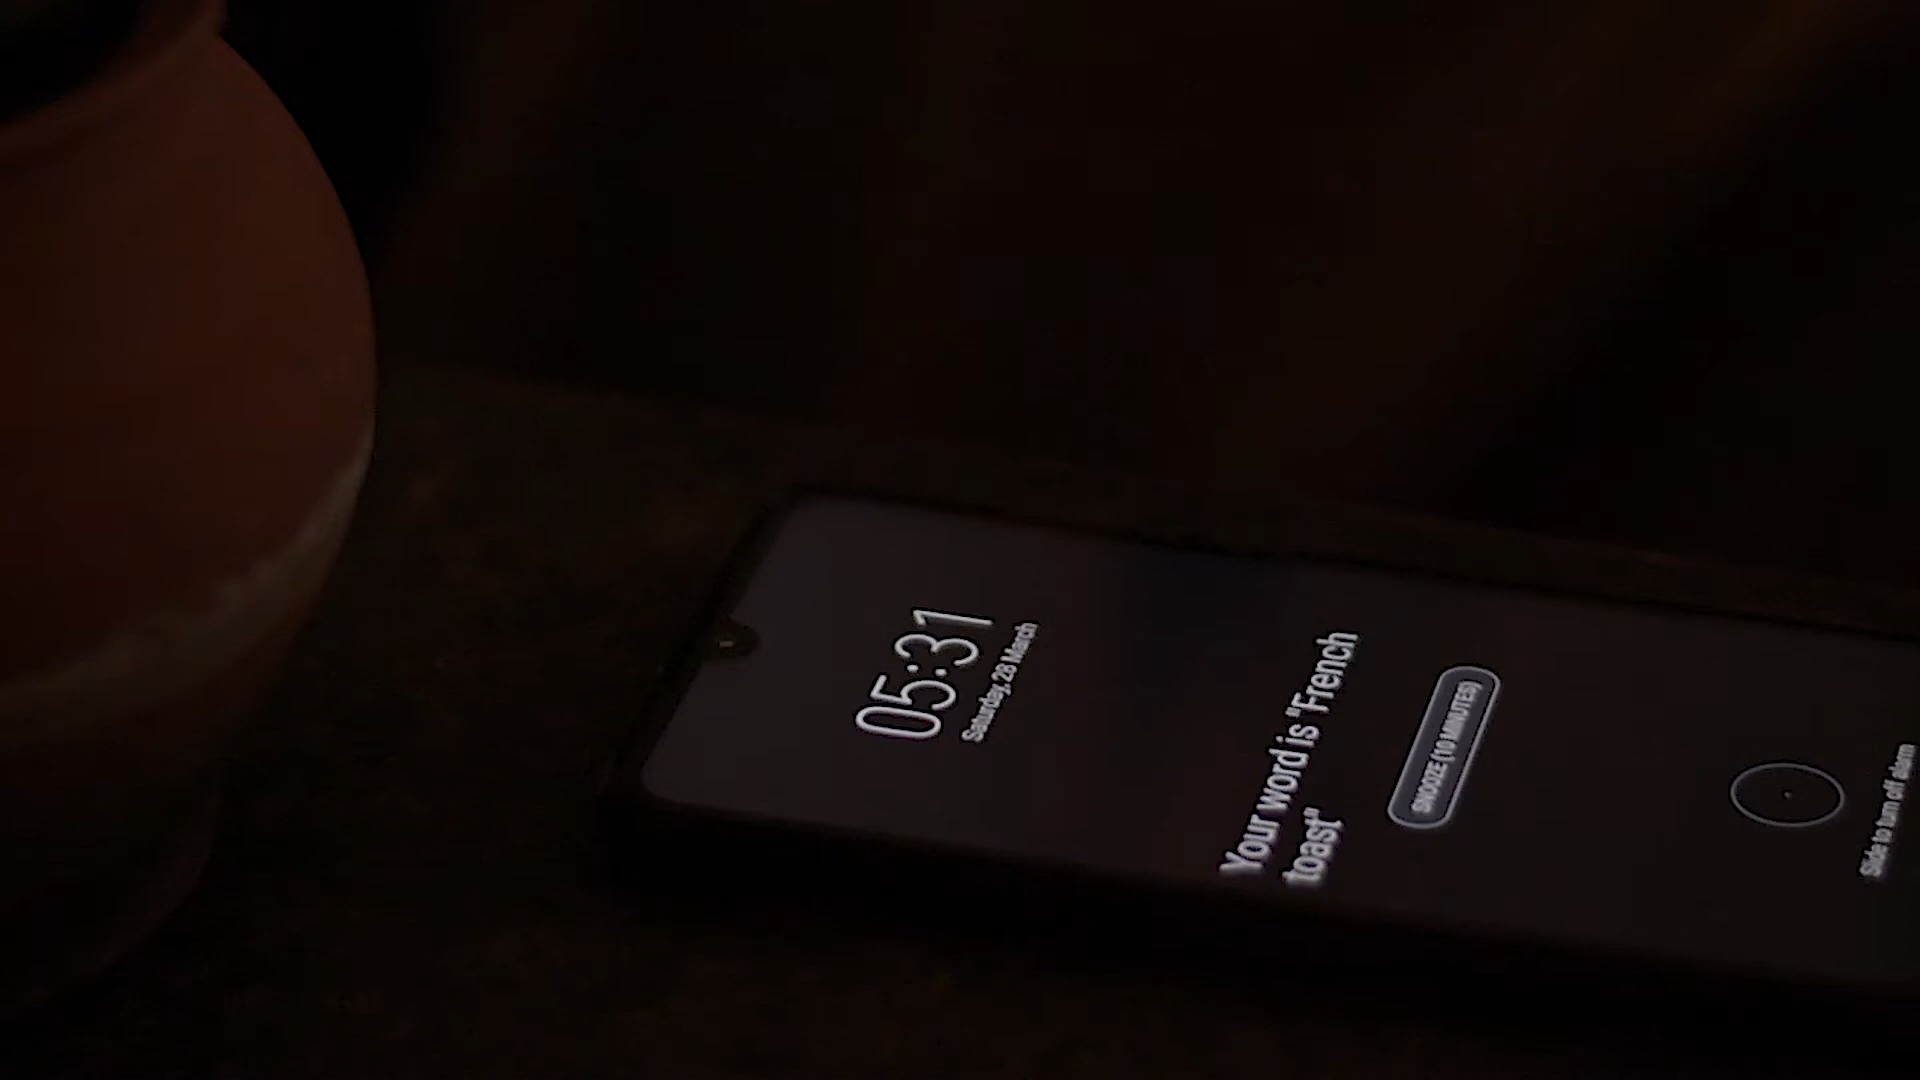 05:31
Saturday, 28 March
Your word is "French
toast"
SNOOZE (10 MINUTES)
Slide to turn off alarm